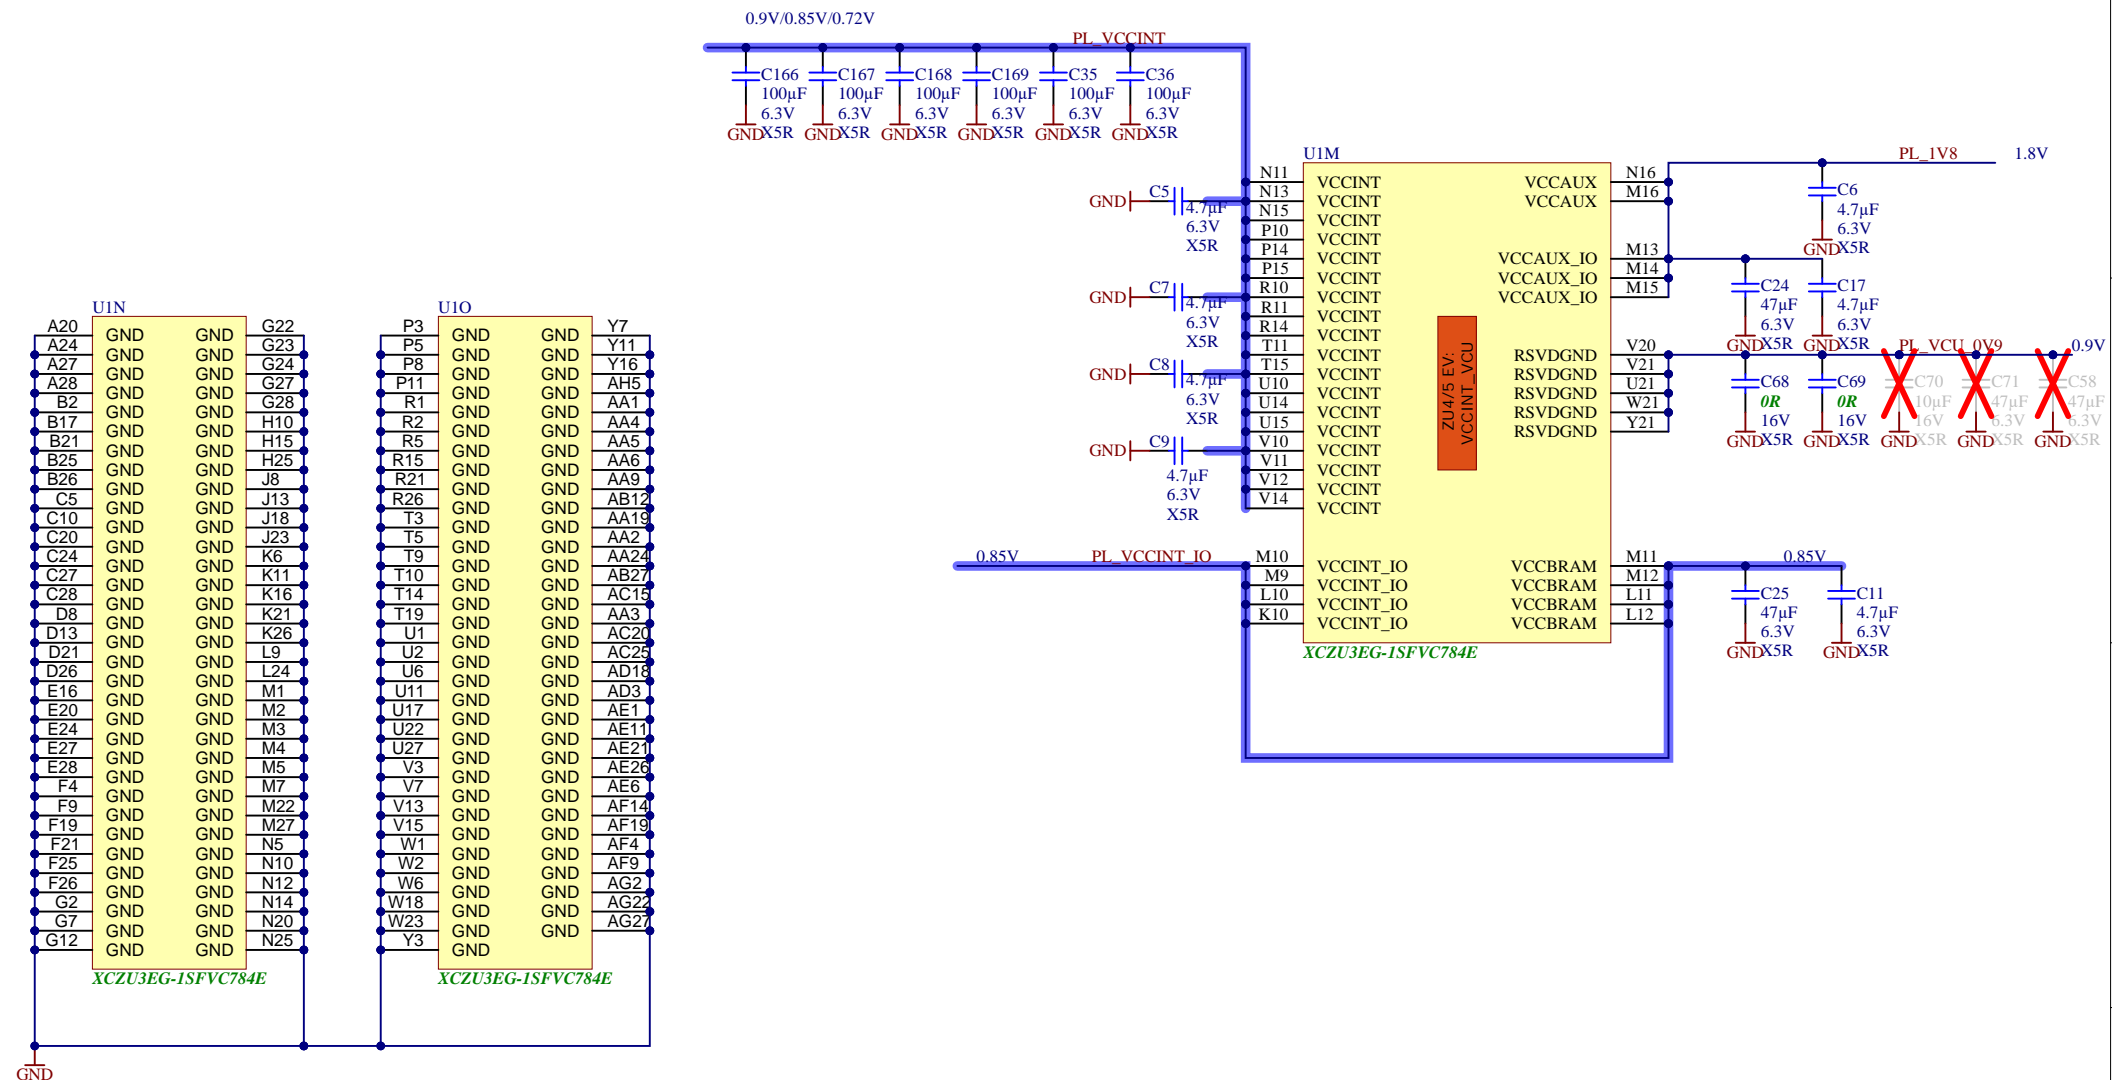 0.9V/0.85V/0.72V
PL_VCCINT
C166 C167 C168 C169 C35 C36
100µF 100µF 100µF 100µF 100µF 100µF
6.3V 6.3V 6.3V 6.3V 6.3V 6.3V
GND X5R GND X5R GND X5R GND X5R GND X5R GND X5R
GND C5
4.7µF
6.3V
X5R
GND C7
4.7µF
6.3V
X5R
GND C8
4.7µF
6.3V
X5R
GND C9
4.7µF
6.3V
X5R
U1M
N11 VCCINT VCCAUX N16
N13 VCCINT VCCAUX M16
N15 VCCINT
P10 VCCINT
P14 VCCINT VCCAUX_IO M13
P15 VCCINT VCCAUX_IO M14
R10 VCCINT VCCAUX_IO M15
R11 VCCINT
R14 VCCINT
T11 VCCINT RSVDGND V20
T15 VCCINT RSVDGND V21
U10 VCCINT RSVDGND U21
U14 VCCINT RSVDGND W21
U15 VCCINT RSVDGND Y21
V10 VCCINT
V11 VCCINT
V12 VCCINT
V14 VCCINT
ZU4/5 EV:
VCCINT_VCU
0.85V PL_VCCINT_IO
M10 VCCINT_IO VCCBRAM M11
M9 VCCINT_IO VCCBRAM M12
L10 VCCINT_IO VCCBRAM L11
K10 VCCINT_IO VCCBRAM L12
XCZU3EG-1SFVC784E
PL_1V8 1.8V
C6
4.7µF
6.3V
GND X5R
C24 C17
47µF 4.7µF
6.3V 6.3V
GND X5R GND X5R
PL_VCU_0V9 0.9V
C68 C69 C70 C71 C58
0R 0R 10µF 47µF 47µF
16V 16V 16V 6.3V 6.3V
GND X5R GND X5R GND X5R GND X5R GND X5R
0.85V
C25 C11
47µF 4.7µF
6.3V 6.3V
GND X5R GND X5R
U1N
A20 GND GND G22
A24 GND GND G23
A27 GND GND G24
A28 GND GND G27
B2 GND GND G28
B17 GND GND H10
B21 GND GND H15
B25 GND GND H25
B26 GND GND J8
C5 GND GND J13
C10 GND GND J18
C20 GND GND J23
C24 GND GND K6
C27 GND GND K11
C28 GND GND K16
D8 GND GND K21
D13 GND GND K26
D21 GND GND L9
D26 GND GND L24
E16 GND GND M1
E20 GND GND M2
E24 GND GND M3
E27 GND GND M4
E28 GND GND M5
F4 GND GND M7
F9 GND GND M22
F19 GND GND M27
F21 GND GND N5
F25 GND GND N10
F26 GND GND N12
G2 GND GND N14
G7 GND GND N20
G12 GND GND N25
XCZU3EG-1SFVC784E
U1O
P3 GND GND Y7
P5 GND GND Y11
P8 GND GND Y16
P11 GND GND AH5
R1 GND GND AA1
R2 GND GND AA4
R5 GND GND AA5
R15 GND GND AA6
R21 GND GND AA9
R26 GND GND AB12
T3 GND GND AA19
T5 GND GND AA2
T9 GND GND AA24
T10 GND GND AB27
T14 GND GND AC15
T19 GND GND AA3
U1 GND GND AC20
U2 GND GND AC25
U6 GND GND AD18
U11 GND GND AD3
U17 GND GND AE1
U22 GND GND AE11
U27 GND GND AE21
V3 GND GND AE26
V7 GND GND AE6
V13 GND GND AF14
V15 GND GND AF19
W1 GND GND AF4
W2 GND GND AF9
W6 GND GND AG2
W18 GND GND AG22
W23 GND GND AG27
Y3 GND
XCZU3EG-1SFVC784E
GND